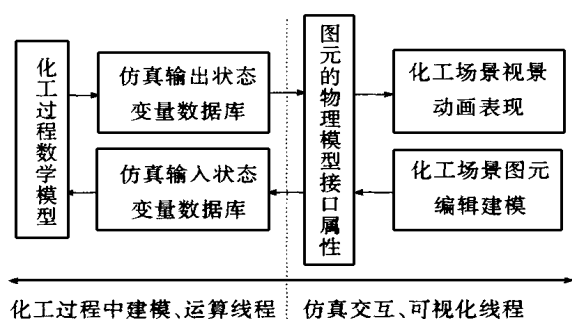 化工过程数学模型
仿真输出状态
变量数据库
仿真输入状态
变量数据库
图元的物理模型接口属性
化工场景视景
动画表现
化工场景图元
编辑建模
化工过程中建模、运算线程
仿真交互、可视化线程